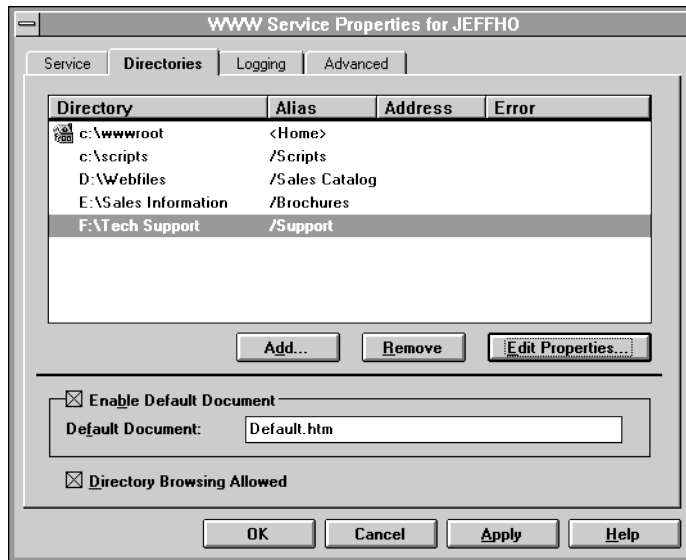 WWW Service Properties for JEFFHO
Service Directories Logging Advanced
Directory Alias Address Error
c:\wwwroot <Home>
c:\scripts /Scripts
D:\Webfiles /Sales Catalog
E:\Sales Information /Brochures
F:\Tech Support /Support
Add... Remove Edit Properties...
Enable Default Document
Default Document: Default.htm
Directory Browsing Allowed
OK Cancel Apply Help